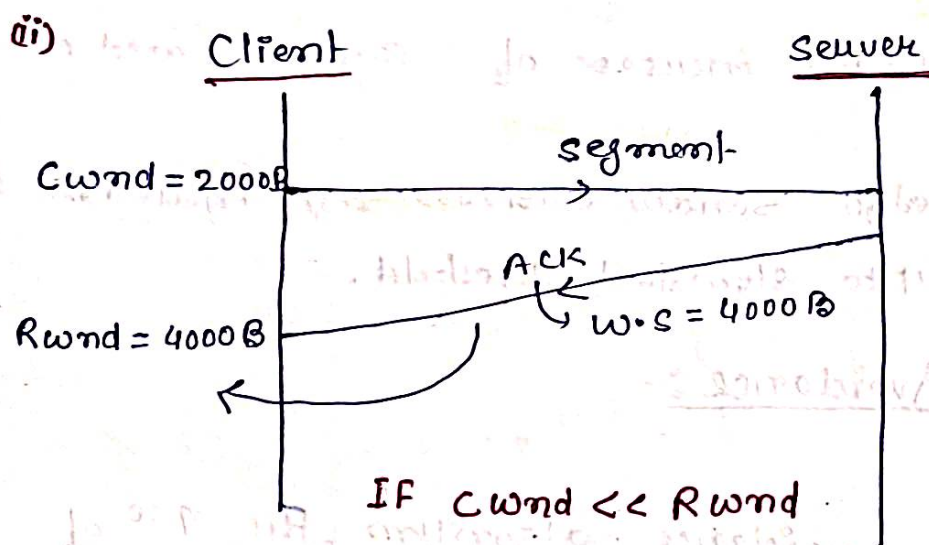 (ii)
Client
Server
Cwnd = 2000B
segment
ACK
W.S = 4000B
Rwnd = 4000B
IF Cwnd << Rwnd.